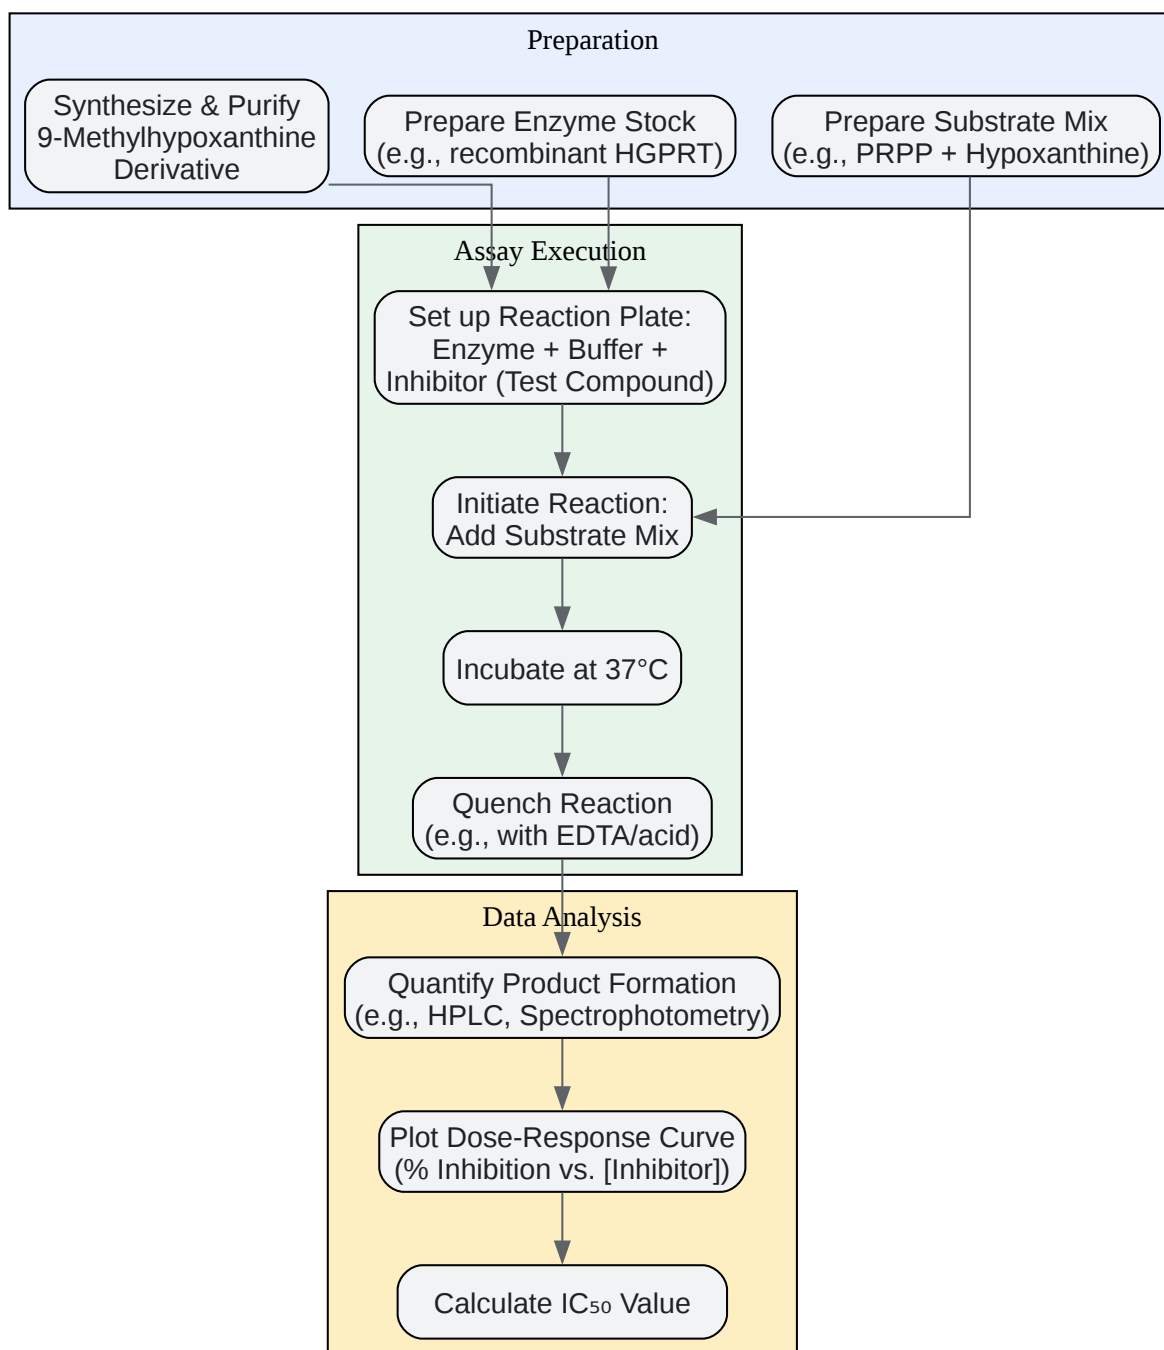 Preparation
Synthesize & Purify
9-Methylhypoxanthine
Derivative
Prepare Enzyme Stock
(e.g., recombinant HGPRT)
Prepare Substrate Mix
(e.g., PRPP + Hypoxanthine)
Assay Execution
Set up Reaction Plate:
Enzyme + Buffer +
Inhibitor (Test Compound)
Initiate Reaction:
Add Substrate Mix
Incubate at 37°C
Quench Reaction
(e.g., with EDTA/acid)
Data Analysis
Quantify Product Formation
(e.g., HPLC, Spectrophotometry)
Plot Dose-Response Curve
(% Inhibition vs. [Inhibitor])
Calculate IC₅₀ Value